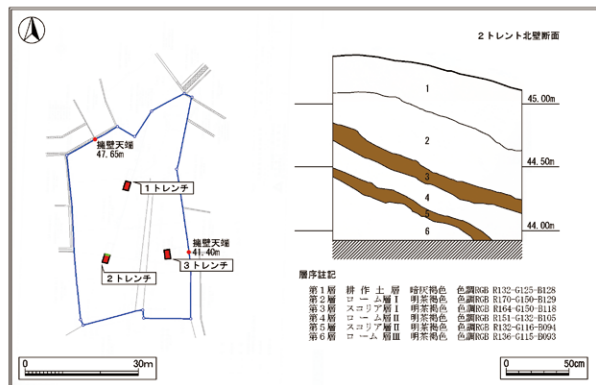 2トレント北壁断面
1
45.00m
擁壁天端
47.65m
2
44.50m
1トレンチ
3
4
擁壁天端
41.40m
5
44.00m
6
2トレンチ
3トレンチ
層序註記
第1層 耕作土層 暗灰褐色 色調RGB R132-G125-B128
第2層 ローム層Ⅰ 明茶褐色 色調RGB R170-G150-B129
第3層 スコリア層Ⅰ 明茶褐色 色調RGB R164-G150-B118
第4層 ローム層Ⅱ 明茶褐色 色調RGB R151-G132-B105
第5層 スコリア層Ⅱ 明茶褐色 色調RGB R132-G116-B094
第6層 ローム層Ⅲ 明茶褐色 色調RGB R136-G115-B093
0 30m
0 50cm